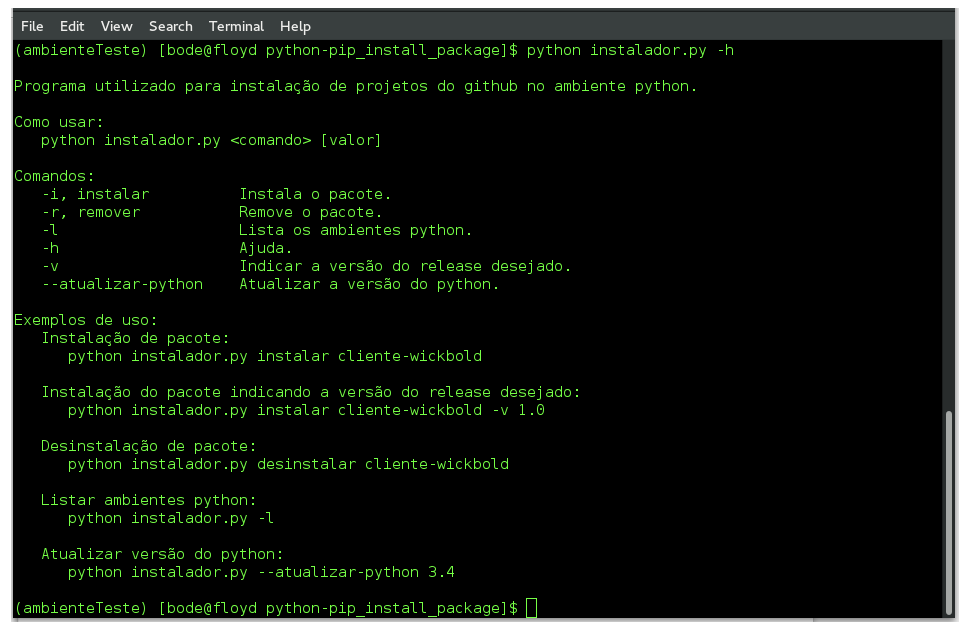 File Edit View Search Terminal Help
(ambienteTeste) [bode@floyd python-pip_install_package]$ python instalador.py -h
Programa utilizado para instalação de projetos do github no ambiente python.
Como usar:
python instalador.py <comando> [valor]
Comandos:
-i, instalar Instala o pacote.
-r, remover Remove o pacote.
-l Lista os ambientes python.
-h Ajuda.
-v Indicar a versão do release desejado.
--atualizar-python Atualizar a versão do python.
Exemplos de uso:
Instalação de pacote:
python instalador.py instalar cliente-wickbold
Instalação do pacote indicando a versão do release desejado:
python instalador.py instalar cliente-wickbold -v 1.0
Desinstalação de pacote:
python instalador.py desinstalar cliente-wickbold
Listar ambientes python:
python instalador.py -l
Atualizar versão do python:
python instalador.py --atualizar-python 3.4
(ambienteTeste) [bode@floyd python-pip_install_package]$